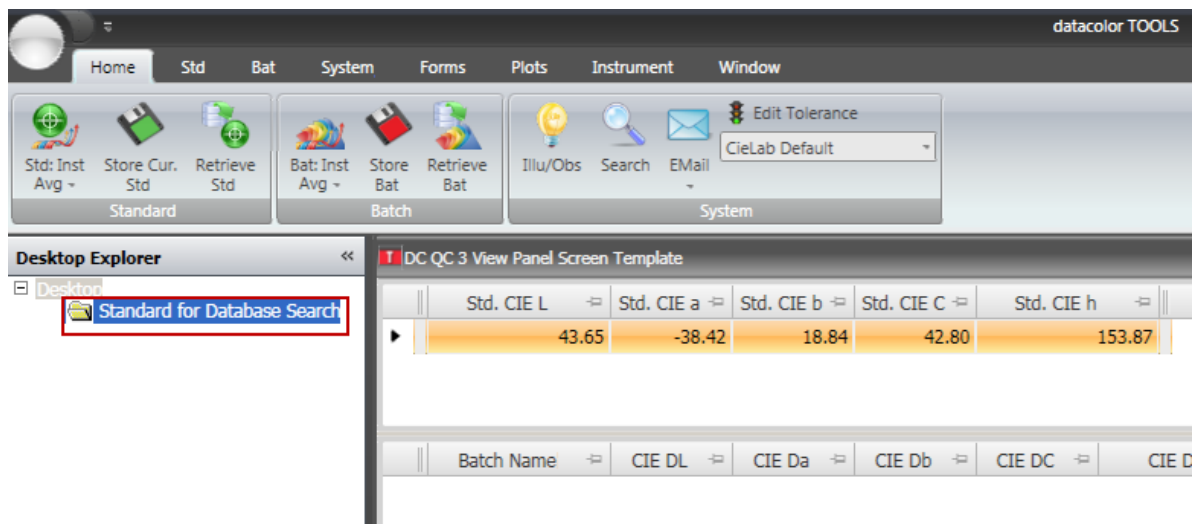 datacolor TOOLS
Home Std Bat System Forms Plots Instrument Window
Std: Inst Avg
Store Cur. Std
Retrieve Std
Standard
Bat: Inst Avg
Store Bat
Retrieve Bat
Batch
Illu/Obs
Search
EMail
Edit Tolerance
CieLab Default
System
Desktop Explorer
Desktop
Standard for Database Search
T DC QC 3 View Panel Screen Template
Std. CIE L Std. CIE a Std. CIE b Std. CIE C Std. CIE h
43.65 -38.42 18.84 42.80 153.87
Batch Name CIE DL CIE Da CIE Db CIE DC CIE D